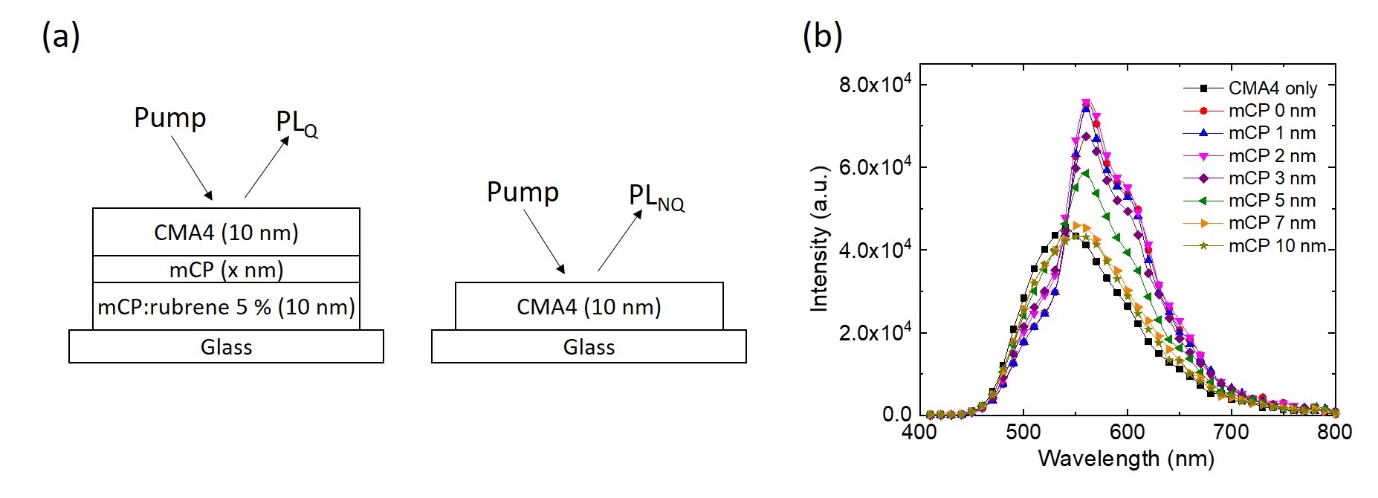 (a)
Pump
PLQ
CMA4 (10 nm)
mCP (x nm)
mCP:rubrene 5 % (10 nm)
Glass
Pump
PLNQ
CMA4 (10 nm)
Glass
(b)
8.0x10⁴
6.0x10⁴
4.0x10⁴
2.0x10⁴
0.0
Intensity (a.u.)
CMA4 only
mCP 0 nm
mCP 1 nm
mCP 2 nm
mCP 3 nm
mCP 5 nm
mCP 7 nm
mCP 10 nm
400 500 600 700 800
Wavelength (nm)